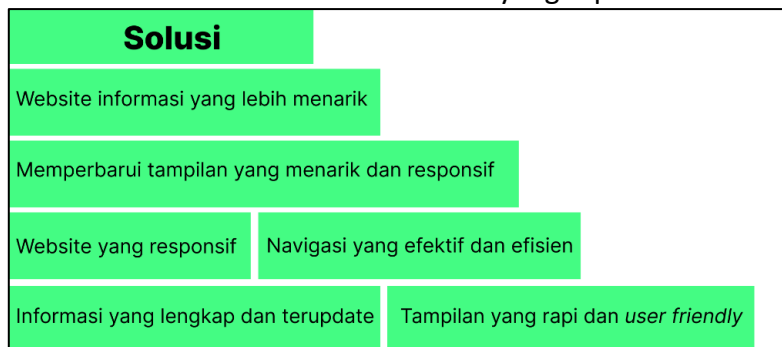 Solusi
Website informasi yang lebih menarik
Memperbarui tampilan yang menarik dan responsif
Website yang responsif
Navigasi yang efektif dan efisien
Informasi yang lengkap dan terupdate
Tampilan yang rapi dan user friendly